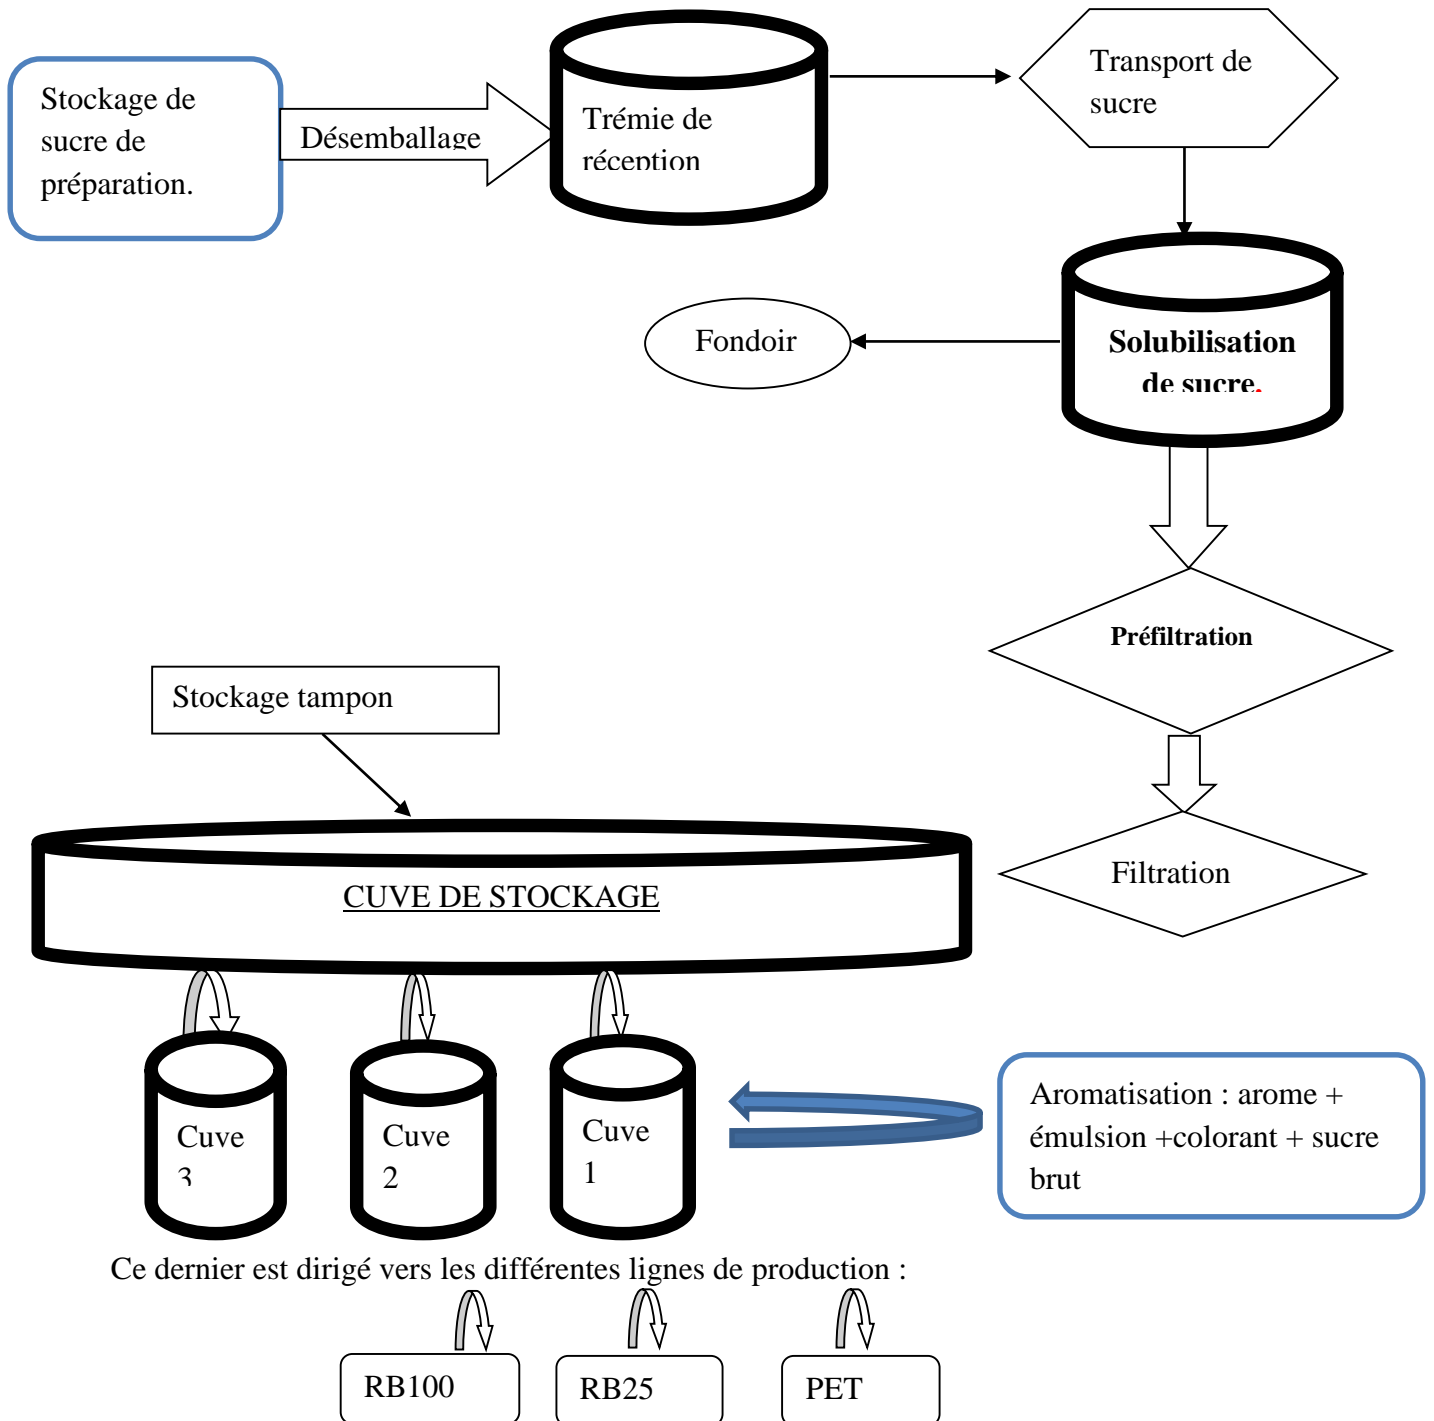 Stockage de
sucre de
préparation.
Désemballage
Trémie de
réception
Transport de
sucre
Fondoir
Solubilisation
de sucre.
Préfiltration
Stockage tampon
Filtration
CUVE DE STOCKAGE
Cuve
3
Cuve
2
Cuve
1
Aromatisation : arome +
émulsion +colorant + sucre
brut
Ce dernier est dirigé vers les différentes lignes de production :
RB100
RB25
PET